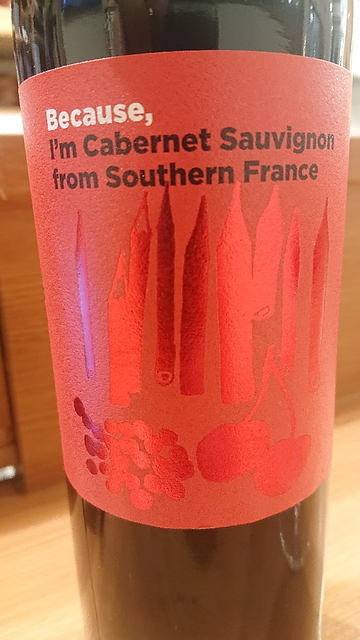 Because,
I'm Cabernet Sauvignon
from Southern France